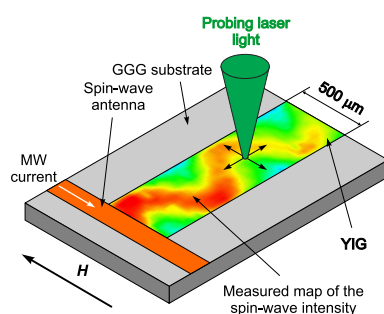 Probing laser
light
GGG substrate
Spin-wave
antenna
500 µm
MW
current
YIG
H
Measured map of the
spin-wave intensity